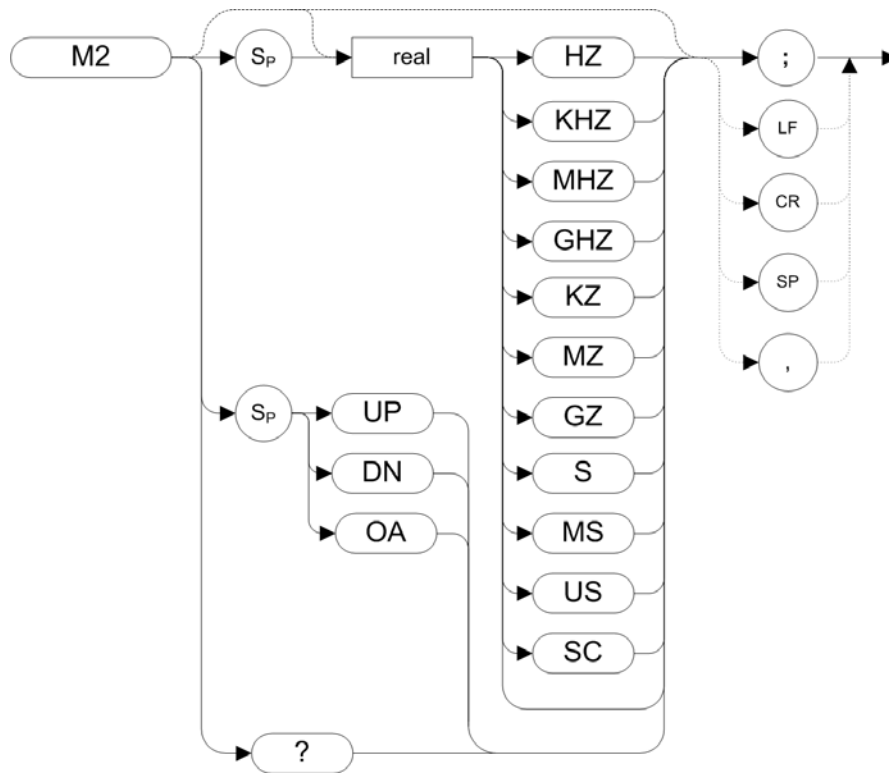 M2 SP real HZ ;
KHZ LF
MHZ
CR
GHZ
KZ SP
MZ ,
SP UP GZ
DN S
OA MS
US
SC
?